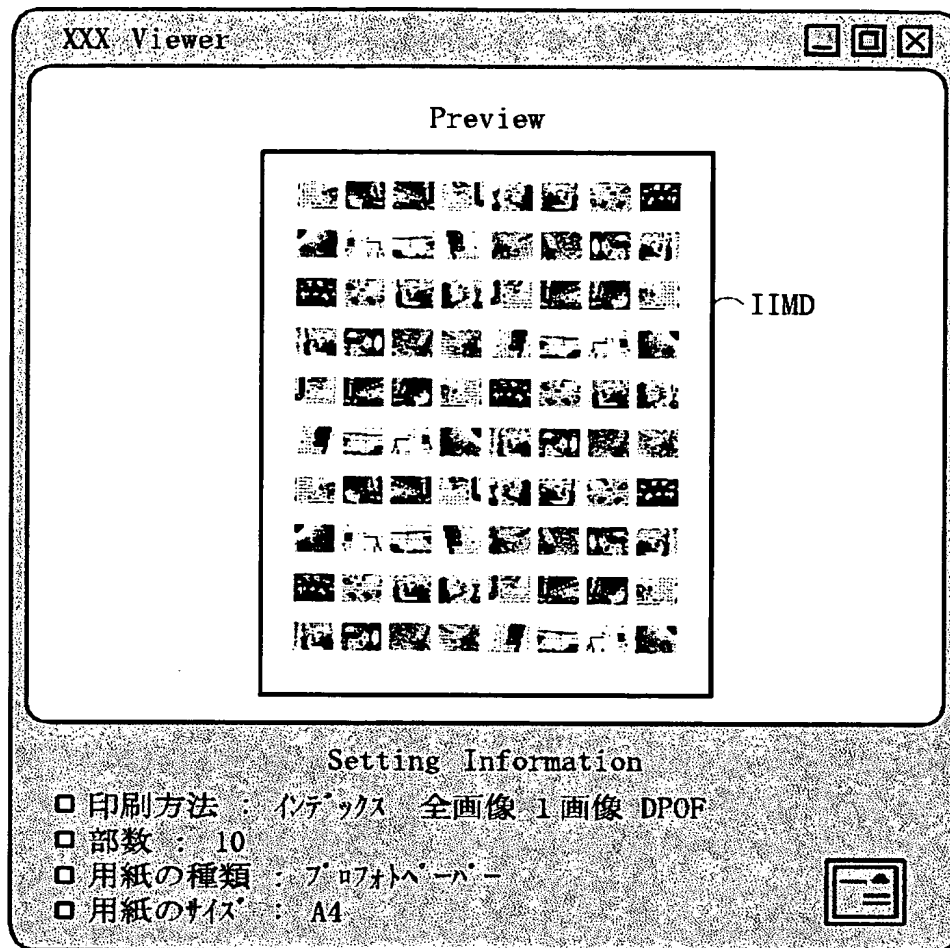 XXX Viewer
Preview
IIMD
Setting Information
印刷方法 : インデックス 全画像 1画像 DPOF
部数 : 10
用紙の種類 : プロフォトペーパー
用紙のサイズ : A4